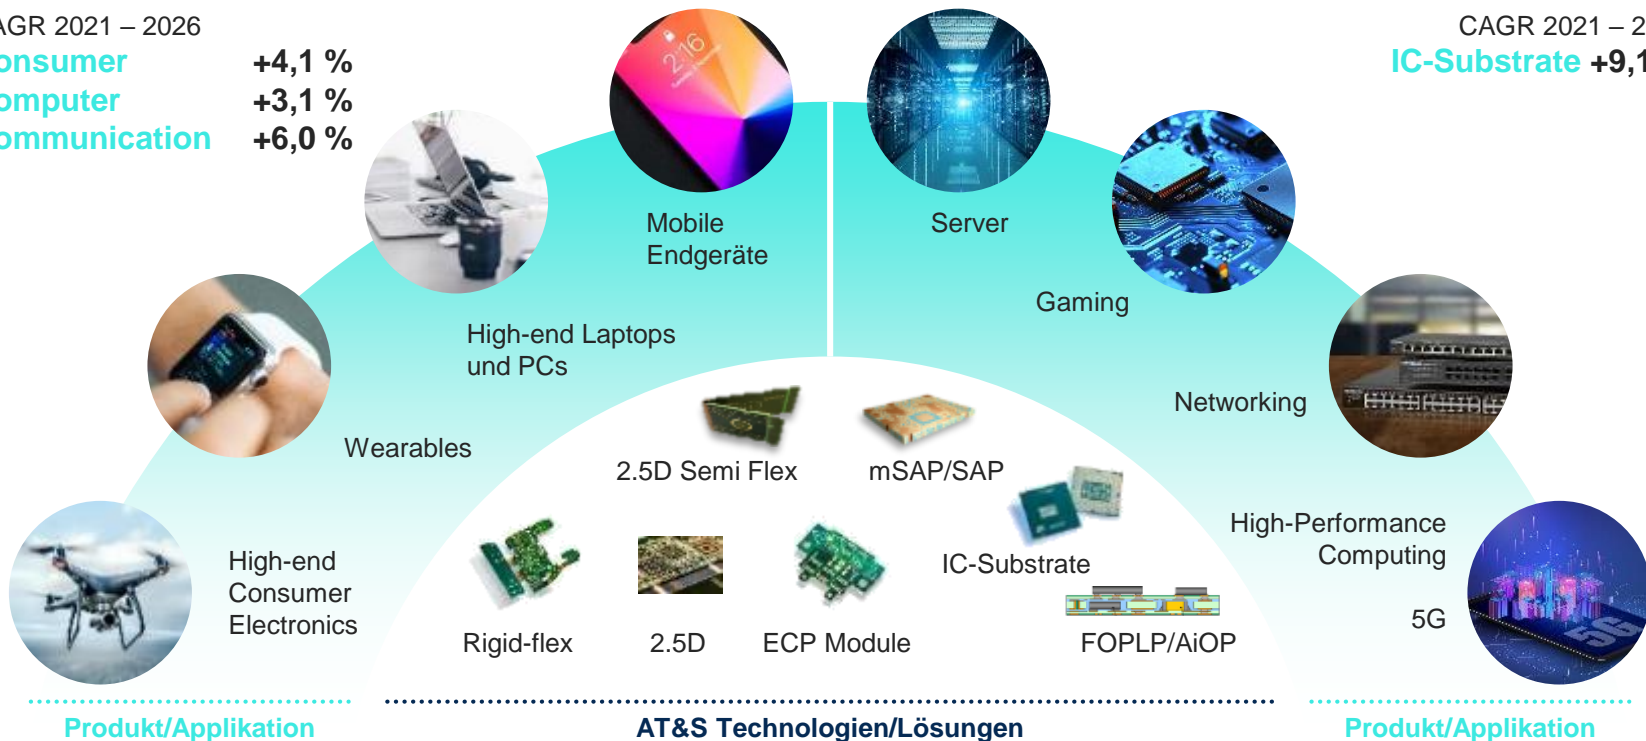 AGR 2021 – 2026
onsumer +4,1 %
omputer +3,1 %
ommunication +6,0 %
CAGR 2021 – 2
IC-Substrate +9,1
2:16
Mobile
Endgeräte
Server
Gaming
High-end Laptops
und PCs
Networking
Wearables
2.5D Semi Flex
mSAP/SAP
High-end
Consumer
Electronics
IC-Substrate
High-Performance
Computing
5G
5G
Rigid-flex
2.5D
ECP Module
FOPLP/AiOP
Produkt/Applikation
AT&S Technologien/Lösungen
Produkt/Applikation